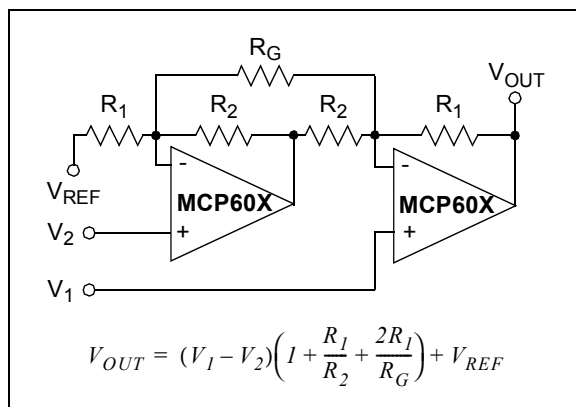 R_G
V_OUT
R_1 R_2 R_2 R_1
- -
V_REF MCP60X MCP60X
V_2 + +
V_1
V_OUT = (V_1 – V_2)(1 + R_1/R_2 + 2R_1/R_G) + V_REF